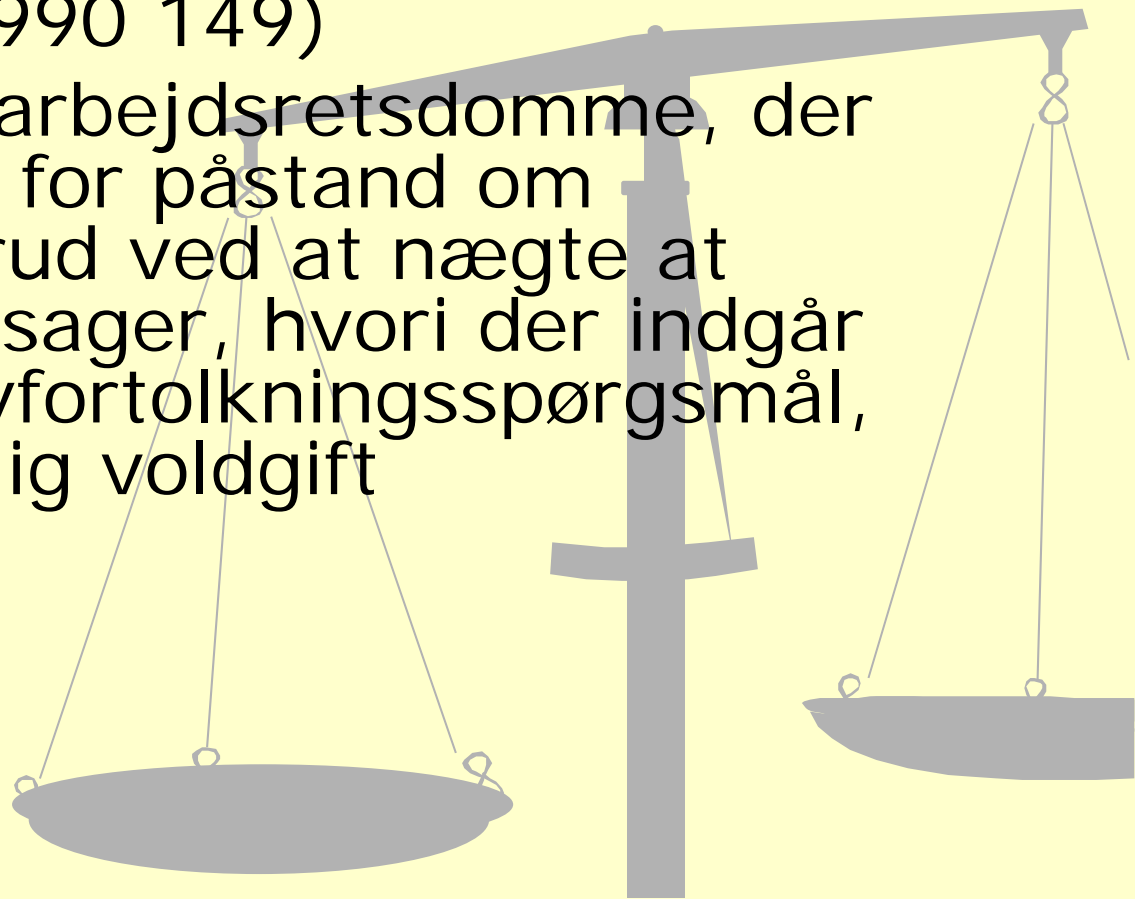 990 149)
arbejdsretsdomme, der
for påstand om
rud ved at nægte at
sager, hvori der indgår
vfortolkningsspørgsmål,
ig voldgift